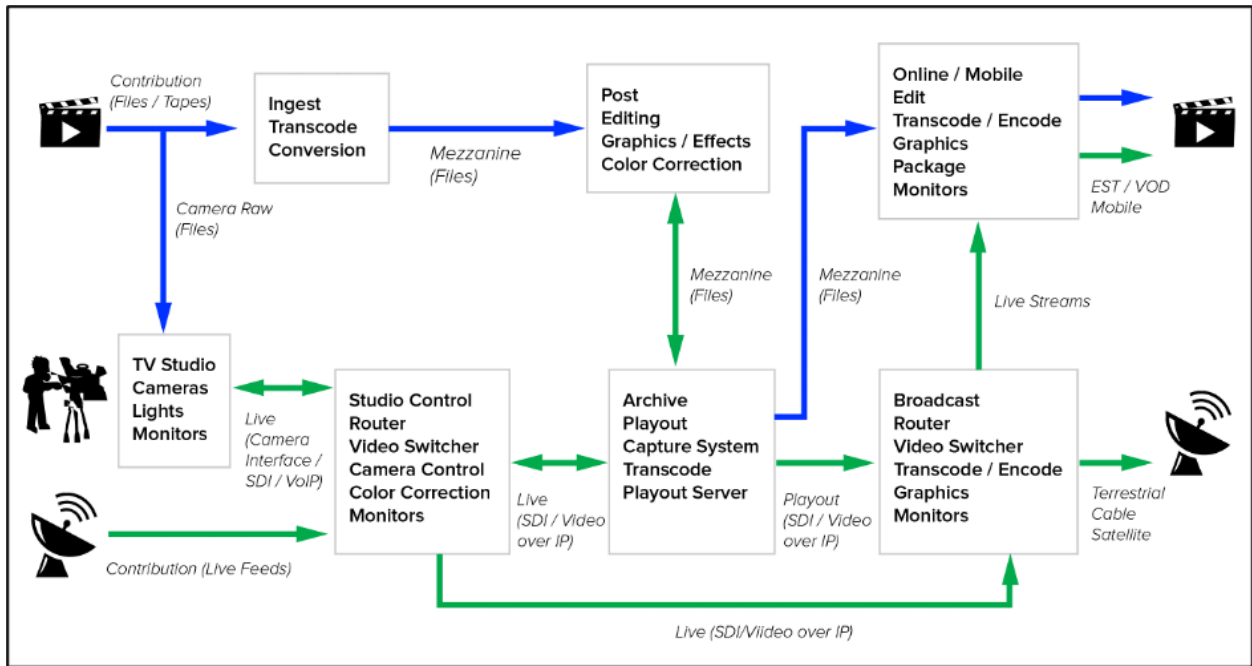 Contribution
(Files / Tapes)
Ingest
Transcode
Conversion
Mezzanine
(Files)
Post
Editing
Graphics / Effects
Color Correction
Online / Mobile
Edit
Transcode / Encode
Graphics
Package
Monitors
EST / VOD
Mobile
Camera Raw
(Files)
Mezzanine
(Files)
Mezzanine
(Files)
Live Streams
TV Studio
Cameras
Lights
Monitors
Live
(Camera
Interface /
SDI / VoIP)
Studio Control
Router
Video Switcher
Camera Control
Color Correction
Monitors
Live
(SDI / Video
over IP)
Archive
Playout
Capture System
Transcode
Playout Server
Playout
(SDI / Video
over IP)
Broadcast
Router
Video Switcher
Transcode / Encode
Graphics
Monitors
Terrestrial
Cable
Satellite
Contribution (Live Feeds)
Live (SDI/Viideo over IP)